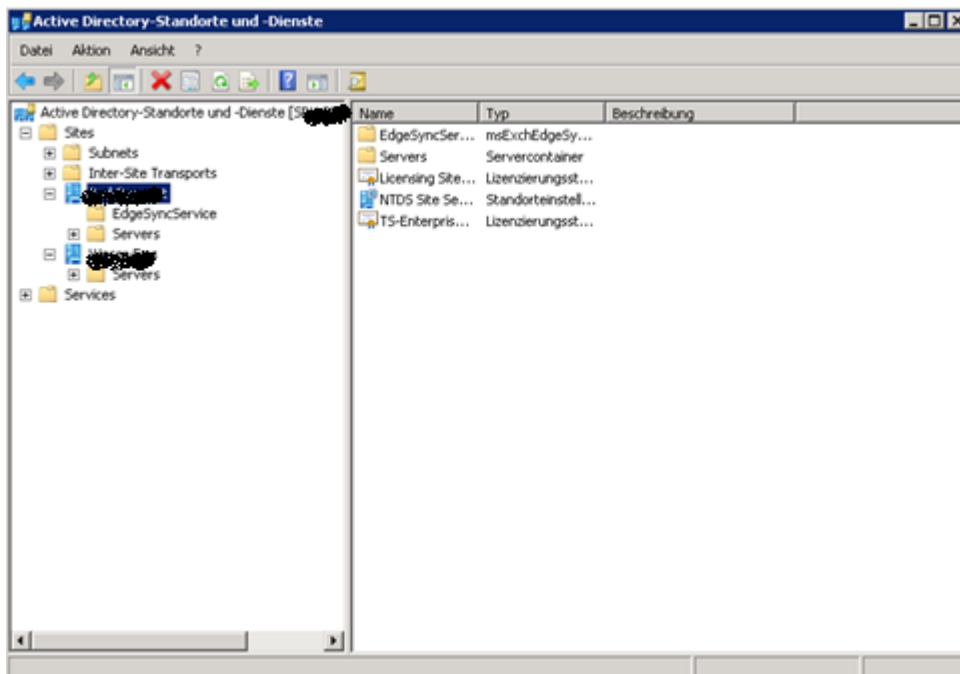 Active Directory-Standorte und -Dienste
Datei Aktion Ansicht ?
Active Directory-Standorte und -Dienste
Sites
Subnets
Inter-Site Transports
EdgeSyncService
Servers
Servers
Services
Name Typ Beschreibung
EdgeSyncSer... msExchEdgeSy...
Servers Servercontainer
Licensing Site... Lizenzierungsst...
NTDS Site Se... Standorteinstell...
TS-Enterpris... Lizenzierungsst...